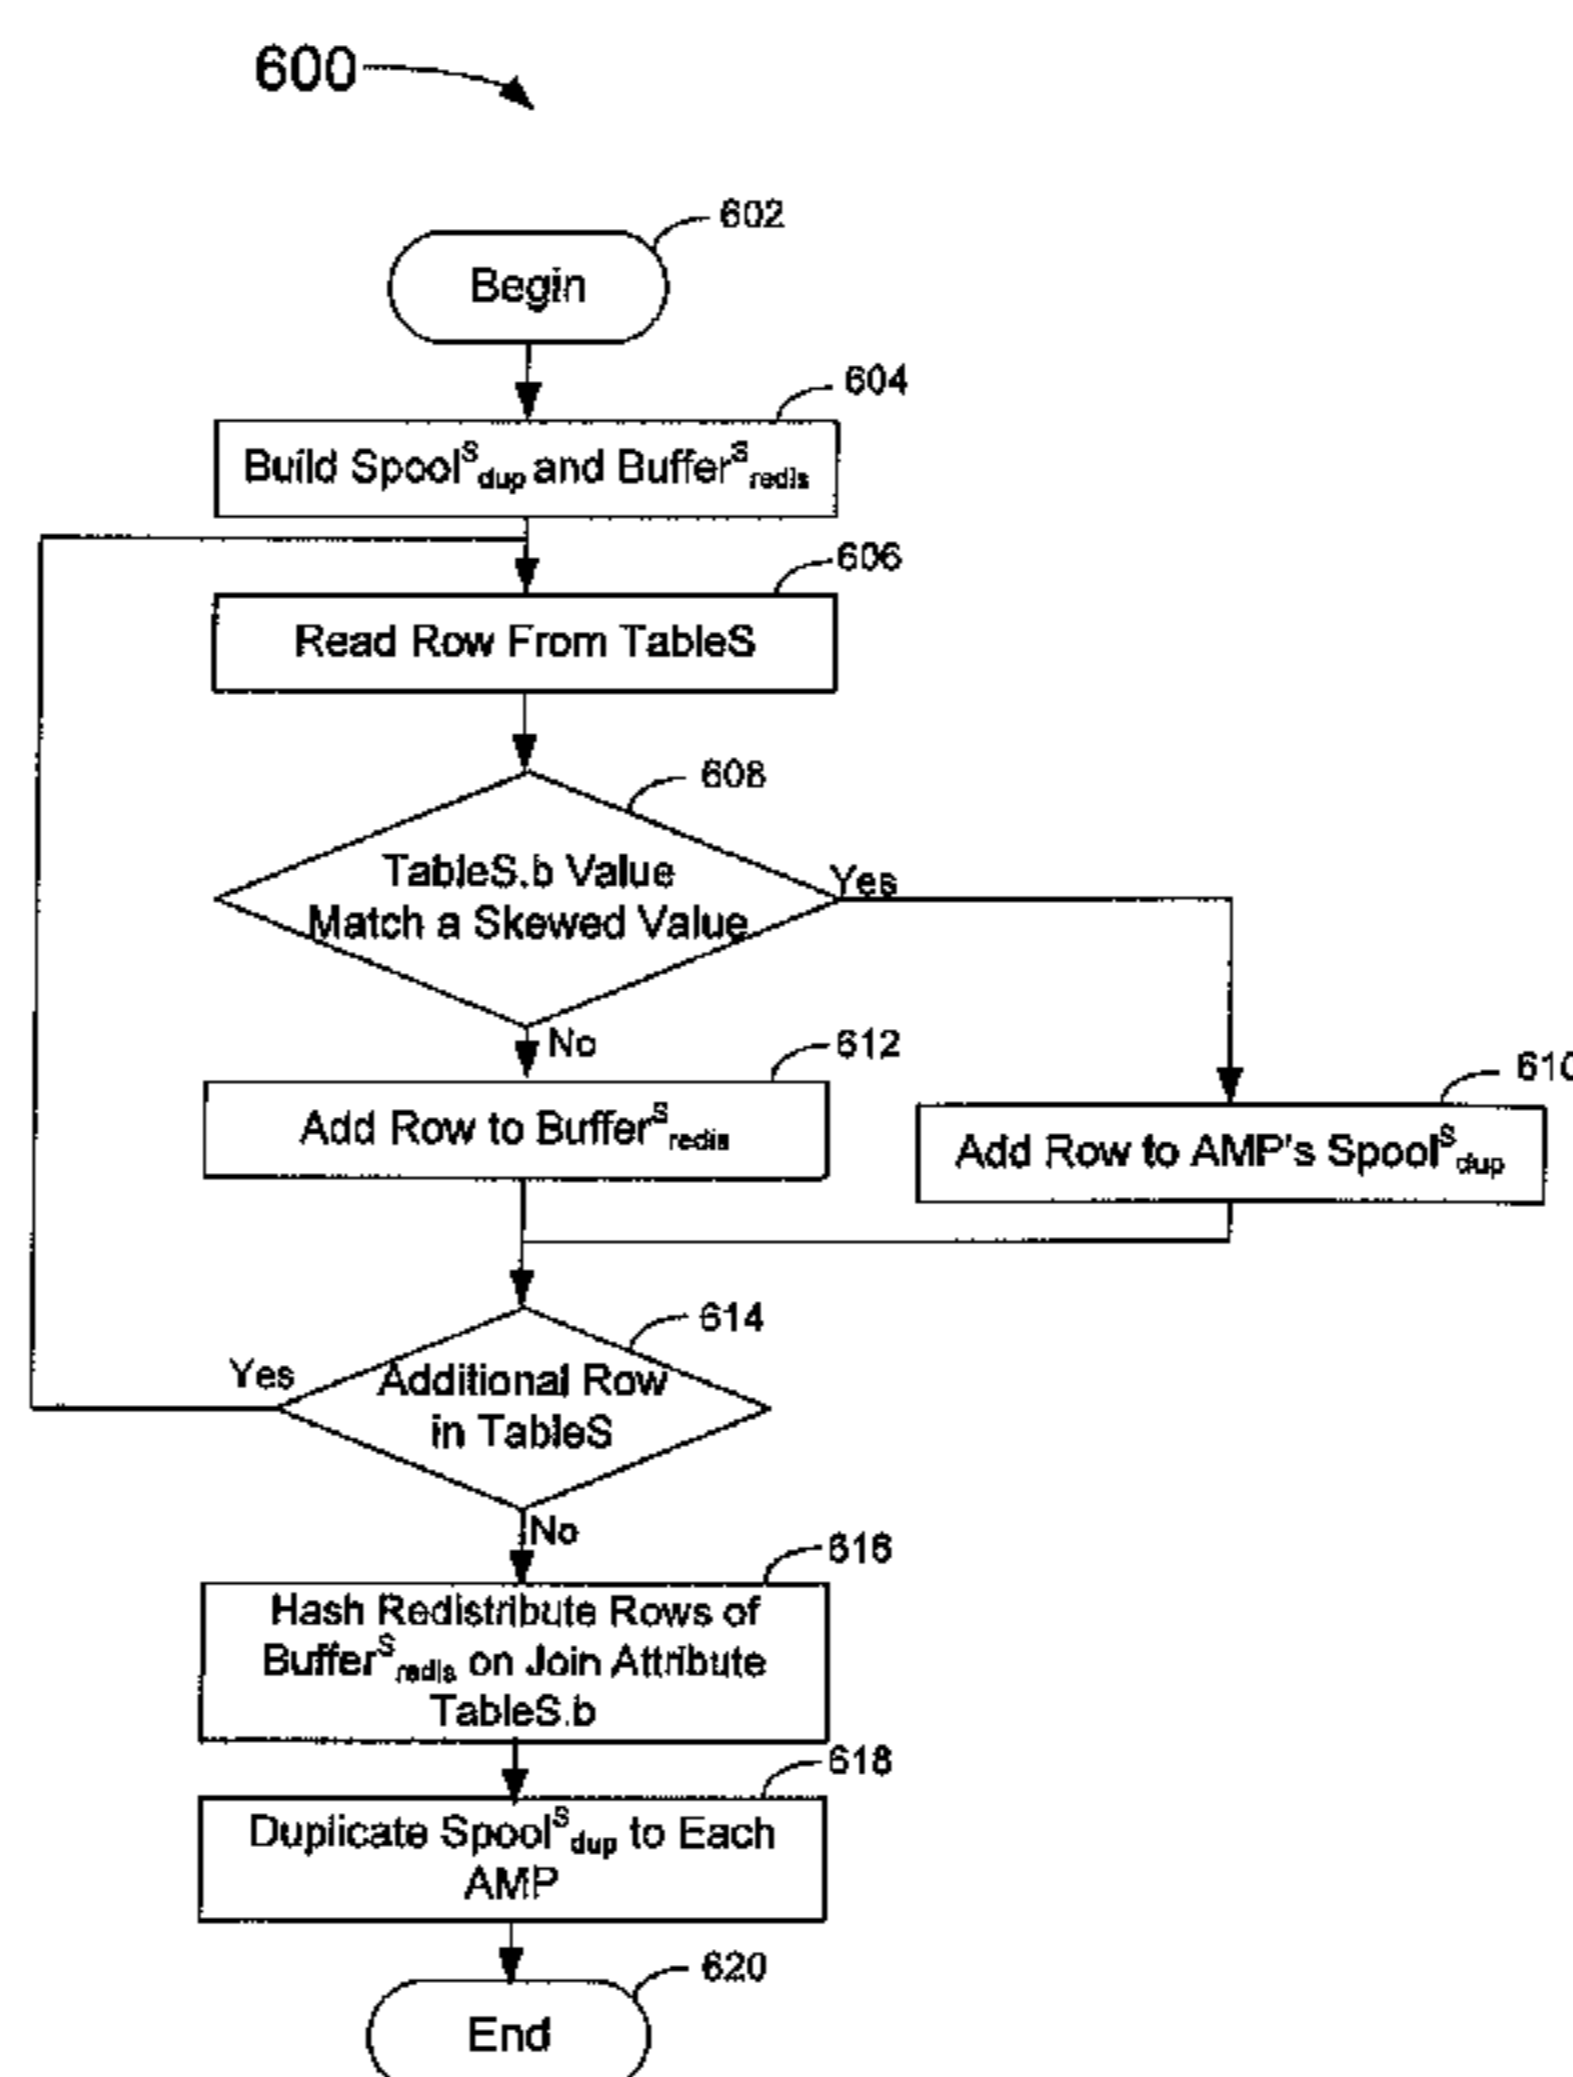 600
602
Begin
604
Build Spool^S_dup and Buffer^S_redis
606
Read Row From TableS
608
TableS.b Value
Match a Skewed Value
Yes
No
612
610
Add Row to Buffer^S_redis
Add Row to AMP's Spool^S_dup
614
Yes
Additional Row
in TableS
No
616
Hash Redistribute Rows of
Buffer^S_redis on Join Attribute
TableS.b
618
Duplicate Spool^S_dup to Each
AMP
620
End